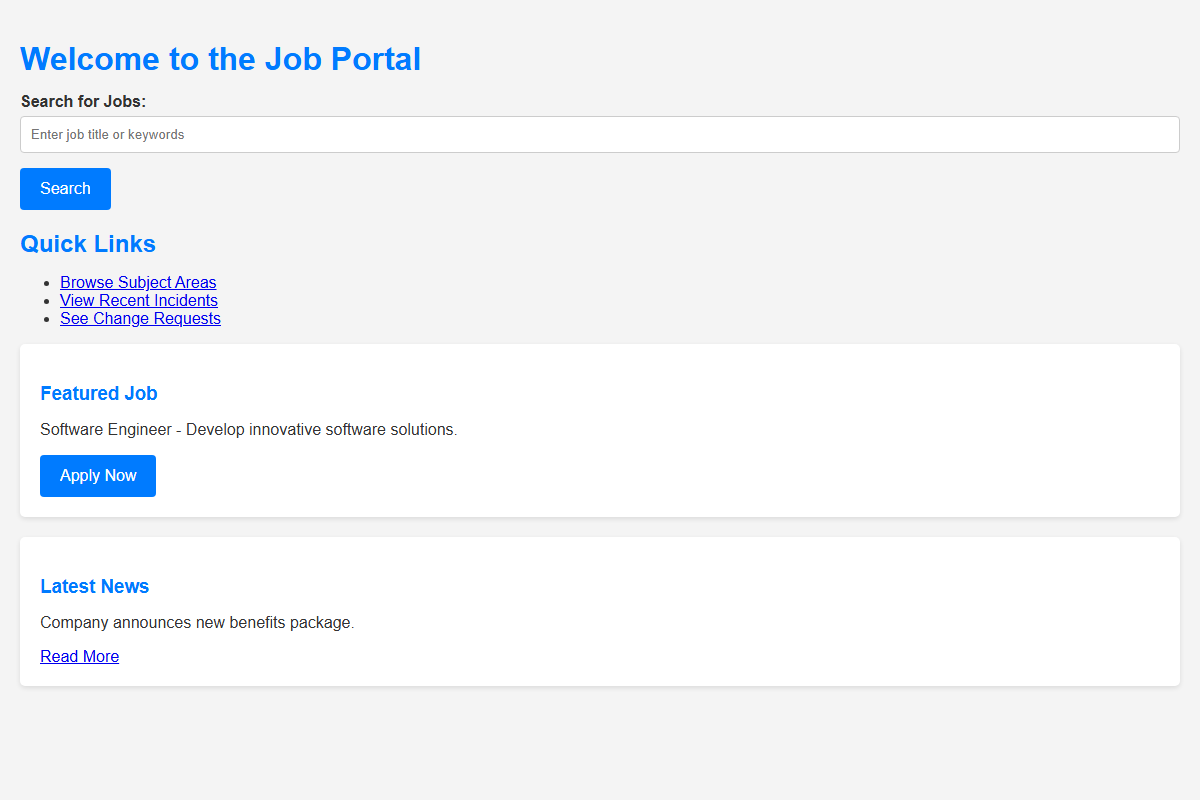 Welcome to the Job Portal
Search for Jobs:
Enter job title or keywords
Search
Quick Links
Browse Subject Areas
View Recent Incidents
See Change Requests
Featured Job
Software Engineer - Develop innovative software solutions.
Apply Now
Latest News
Company announces new benefits package.
Read More